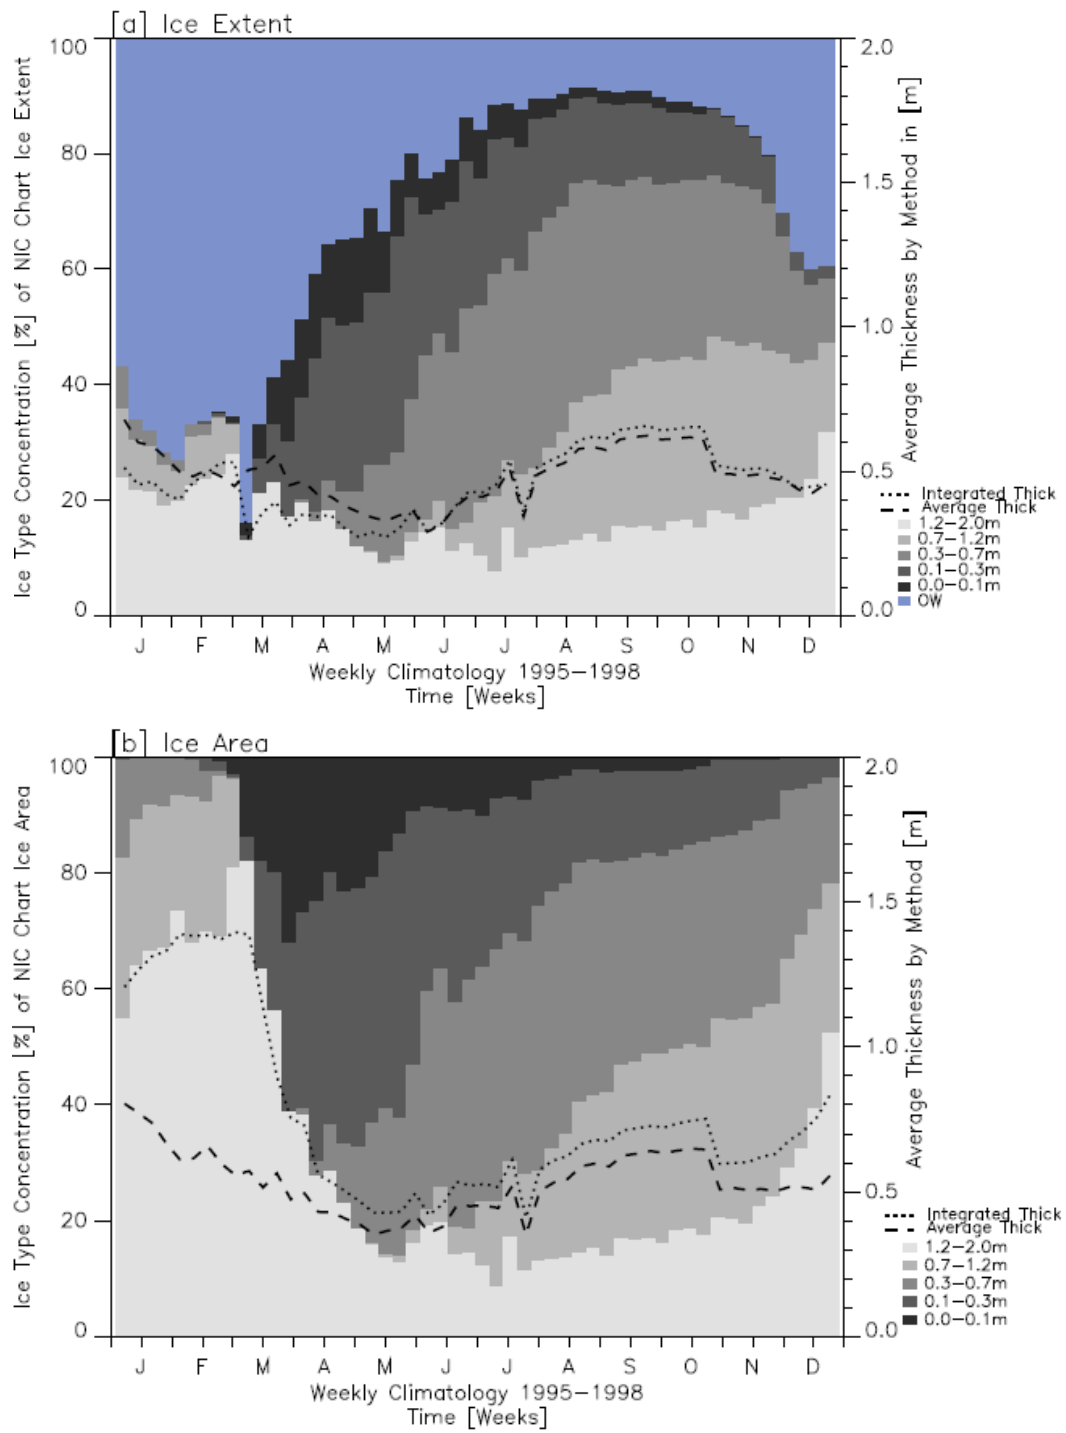 [a] Ice Extent
100
80
60
40
20
0
Ice Type Concentration [%] of NIC Chart Ice Extent
2.0
1.5
1.0
0.5
0.0
Average Thickness by Method in [m]
Integrated Thick
Average Thick
1.2-2.0m
0.7-1.2m
0.3-0.7m
0.1-0.3m
0.0-0.1m
OW
J F M A M J J A S O N D
Weekly Climatology 1995-1998
Time [Weeks]
[b] Ice Area
100
80
60
40
20
0
Ice Type Concentration [%] of NIC Chart Ice Area
2.0
1.5
1.0
0.5
0.0
Average Thickness by Method [m]
Integrated Thick
Average Thick
1.2-2.0m
0.7-1.2m
0.3-0.7m
0.1-0.3m
0.0-0.1m
J F M A M J J A S O N D
Weekly Climatology 1995-1998
Time [Weeks]